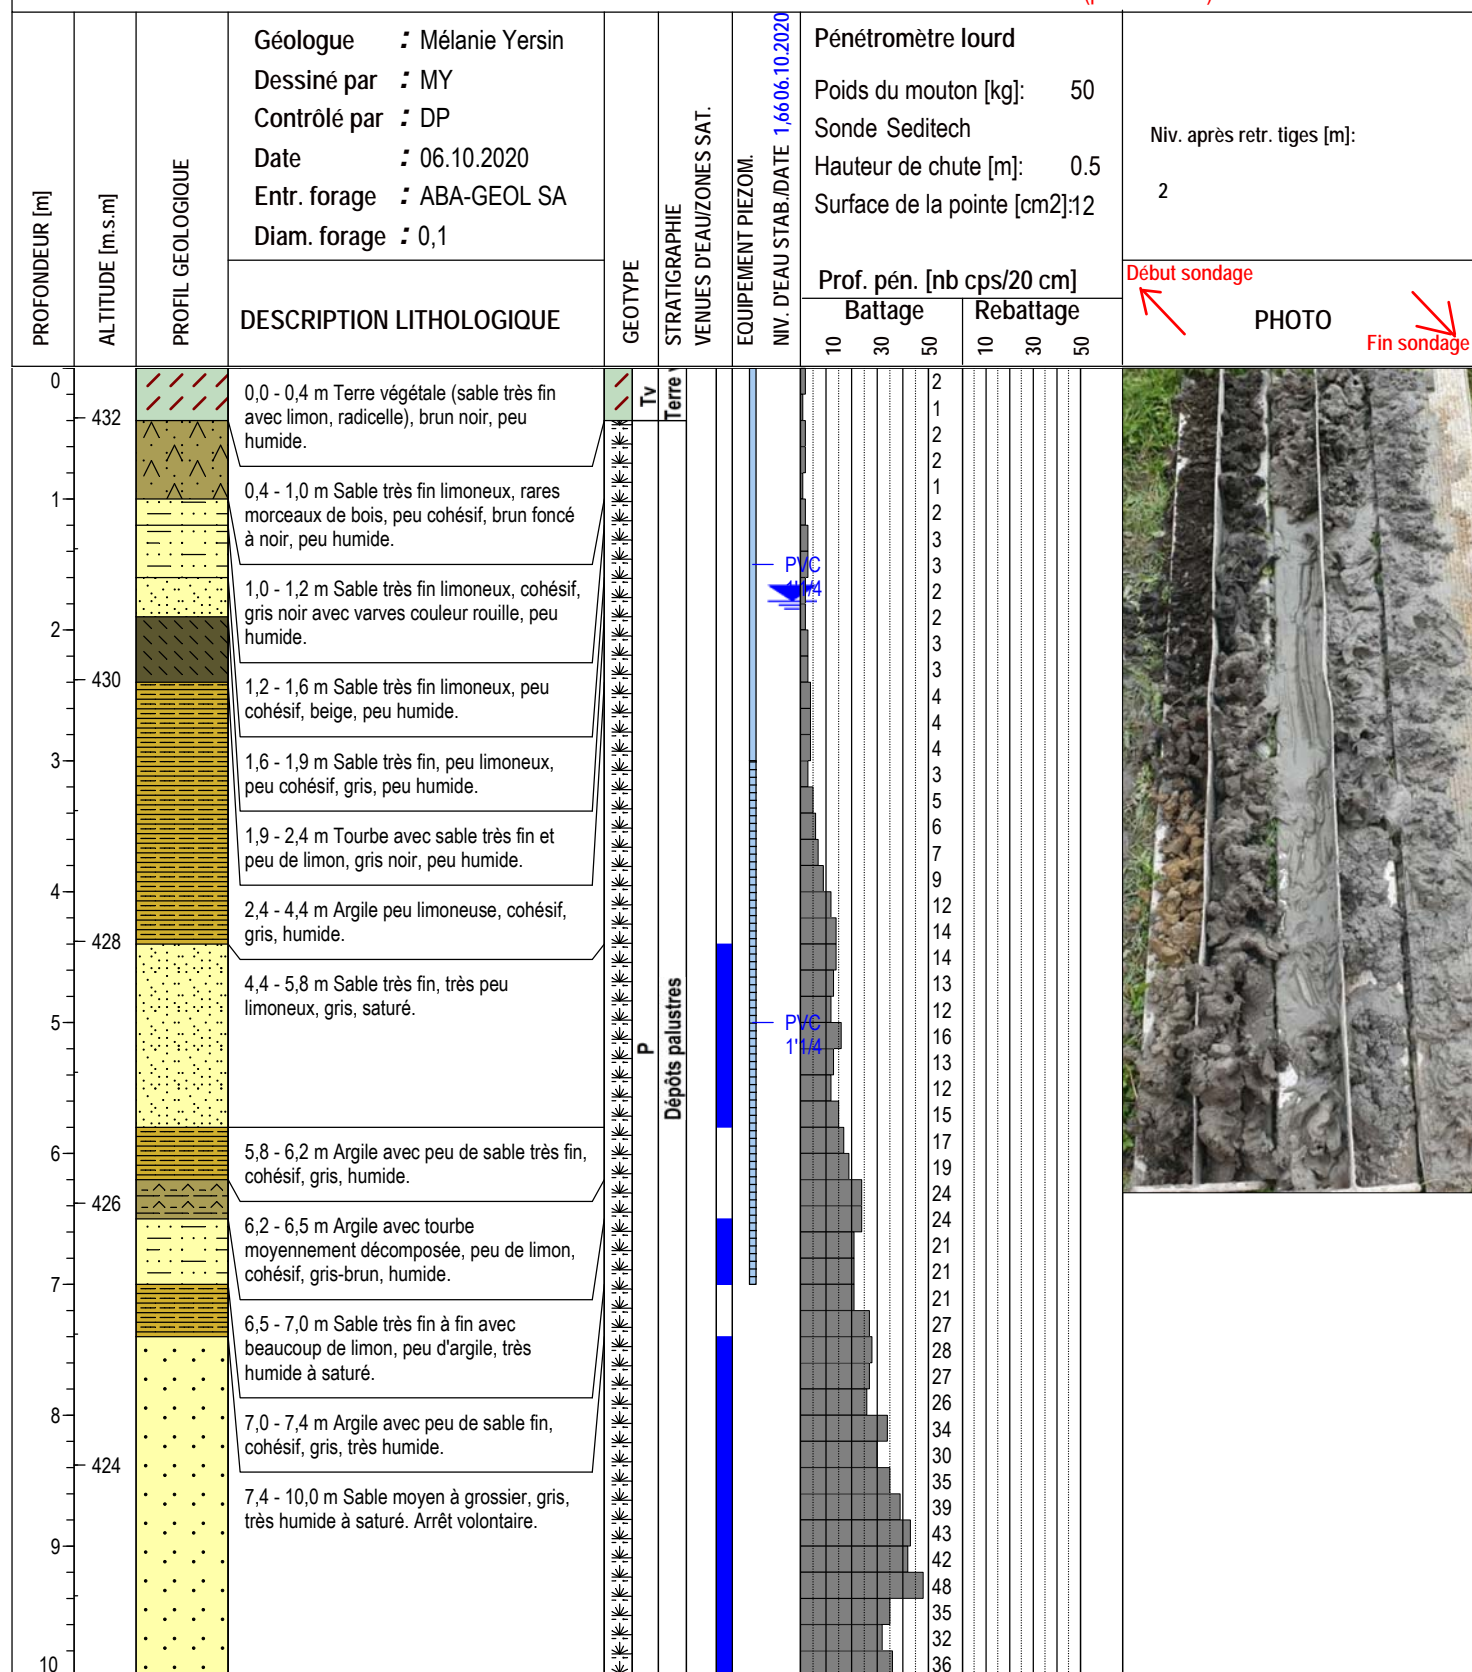 Géologue : Mélanie Yersin
Dessiné par : MY
Contrôlé par : DP
Date : 06.10.2020
Entr. forage : ABA-GEOL SA
Diam. forage : 0,1
PROFONDEUR [m]
ALTITUDE [m.s.m]
PROFIL GEOLOGIQUE
DESCRIPTION LITHOLOGIQUE
GEOTYPE
STRATIGRAPHIE
VENUES D'EAU/ZONES SAT.
EQUIPEMENT PIEZOM.
NIV. D'EAU STAB./DATE 1,66 06.10.2020
Pénétromètre lourd
Poids du mouton [kg]: 50
Sonde Seditech
Hauteur de chute [m]: 0.5
Surface de la pointe [cm2]:12
Prof. pén. [nb cps/20 cm]
Battage Rebattage
10 30 50 10 30 50
Niv. après retr. tiges [m]:
2
Début sondage
PHOTO
Fin sondage
0
1
2
3
4
5
6
7
8
9
10
432
430
428
426
424
0,0 - 0,4 m Terre végétale (sable très fin
avec limon, radicelle), brun noir, peu
humide.
0,4 - 1,0 m Sable très fin limoneux, rares
morceaux de bois, peu cohésif, brun foncé
à noir, peu humide.
1,0 - 1,2 m Sable très fin limoneux, cohésif,
gris noir avec varves couleur rouille, peu
humide.
1,2 - 1,6 m Sable très fin limoneux, peu
cohésif, beige, peu humide.
1,6 - 1,9 m Sable très fin, peu limoneux,
peu cohésif, gris, peu humide.
1,9 - 2,4 m Tourbe avec sable très fin et
peu de limon, gris noir, peu humide.
2,4 - 4,4 m Argile peu limoneuse, cohésif,
gris, humide.
4,4 - 5,8 m Sable très fin, très peu
limoneux, gris, saturé.
5,8 - 6,2 m Argile avec peu de sable très fin,
cohésif, gris, humide.
6,2 - 6,5 m Argile avec tourbe
moyennement décomposée, peu de limon,
cohésif, gris-brun, humide.
6,5 - 7,0 m Sable très fin à fin avec
beaucoup de limon, peu d'argile, très
humide à saturé.
7,0 - 7,4 m Argile avec peu de sable fin,
cohésif, gris, très humide.
7,4 - 10,0 m Sable moyen à grossier, gris,
très humide à saturé. Arrêt volontaire.
Tv
Terre
P
Dépôts palustres
PVC
1'1/4
PVC
1'1/4
2
1
2
2
1
2
3
3
2
2
3
3
4
4
4
3
5
6
7
9
12
14
14
13
12
16
13
12
15
17
19
24
24
21
21
21
27
28
27
26
34
30
35
39
43
42
48
35
32
36